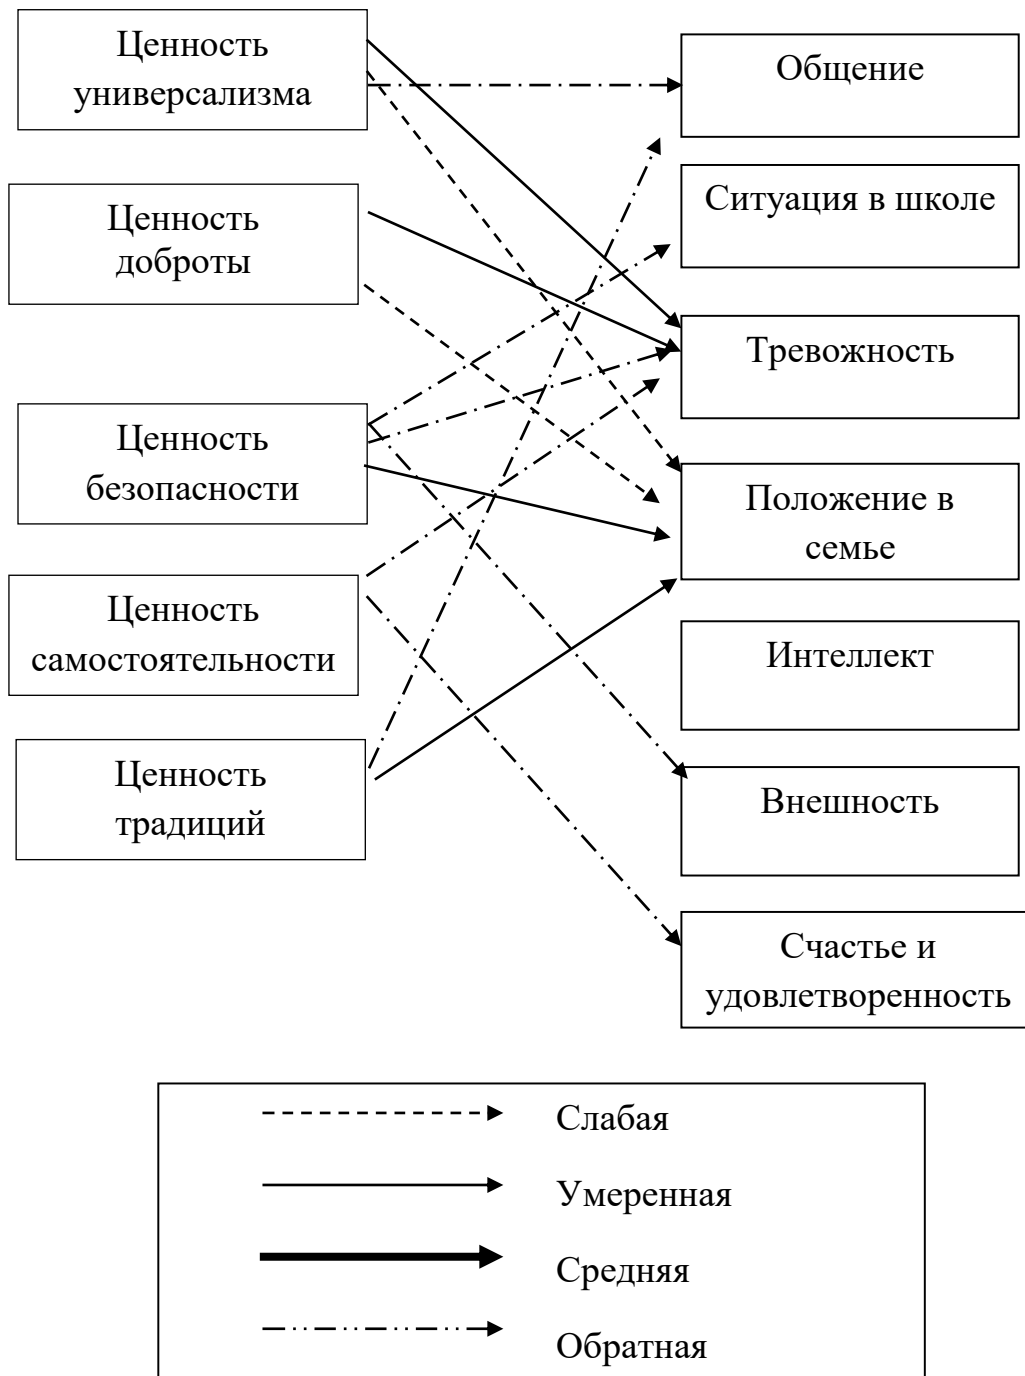 Ценность
универсализма
Ценность
доброты
Ценность
безопасности
Ценность
самостоятельности
Ценность
традиций
Общение
Ситуация в школе
Тревожность
Положение в
семье
Интеллект
Внешность
Счастье и
удовлетворенность
Слабая
Умеренная
Средняя
Обратная